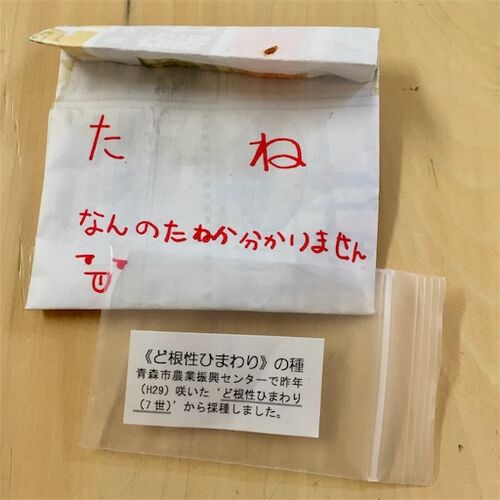 たね
なんのたねか分かりません
《ど根性ひまわり》の種
青森市農業振興センターで昨年
(H29) 咲いた‘ど根性ひまわり
(7世)’から採種しました。